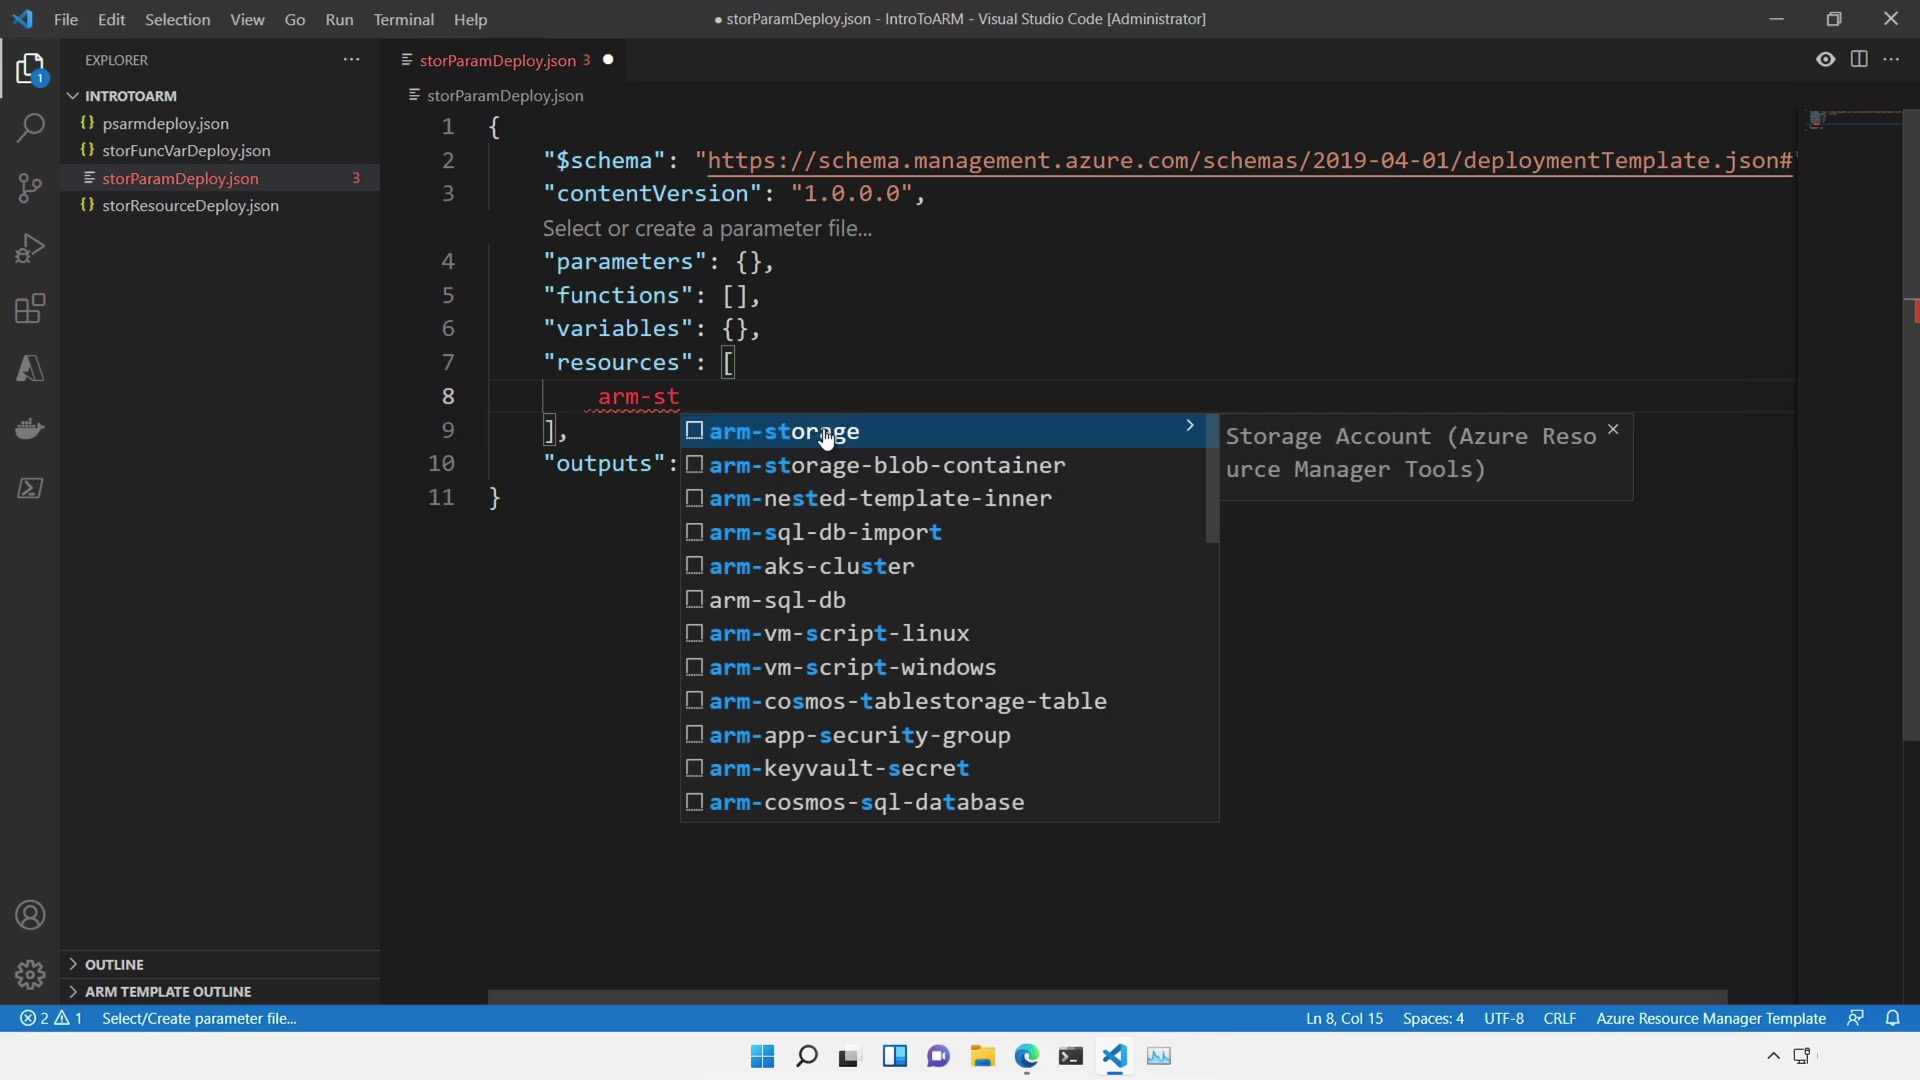 File Edit Selection View Go Run Terminal Help
● storParamDeploy.json - IntroToARM - Visual Studio Code [Administrator]
EXPLORER
storParamDeploy.json 3
INTROTOARM
psarmdeploy.json
storFuncVarDeploy.json
storParamDeploy.json 3
storResourceDeploy.json
storParamDeploy.json
1 {
2 "$schema": "https://schema.management.azure.com/schemas/2019-04-01/deploymentTemplate.json#"
3 "contentVersion": "1.0.0.0",
Select or create a parameter file...
4 "parameters": {},
5 "functions": [],
6 "variables": {},
7 "resources": [
8 arm-st
9 ],
10 "outputs":
11 }
arm-storage
arm-storage-blob-container
arm-nested-template-inner
arm-sql-db-import
arm-aks-cluster
arm-sql-db
arm-vm-script-linux
arm-vm-script-windows
arm-cosmos-tablestorage-table
arm-app-security-group
arm-keyvault-secret
arm-cosmos-sql-database
Storage Account (Azure Reso
urce Manager Tools)
1
OUTLINE
ARM TEMPLATE OUTLINE
2 1 Select/Create parameter file... Ln 8, Col 15 Spaces: 4 UTF-8 CRLF Azure Resource Manager Template